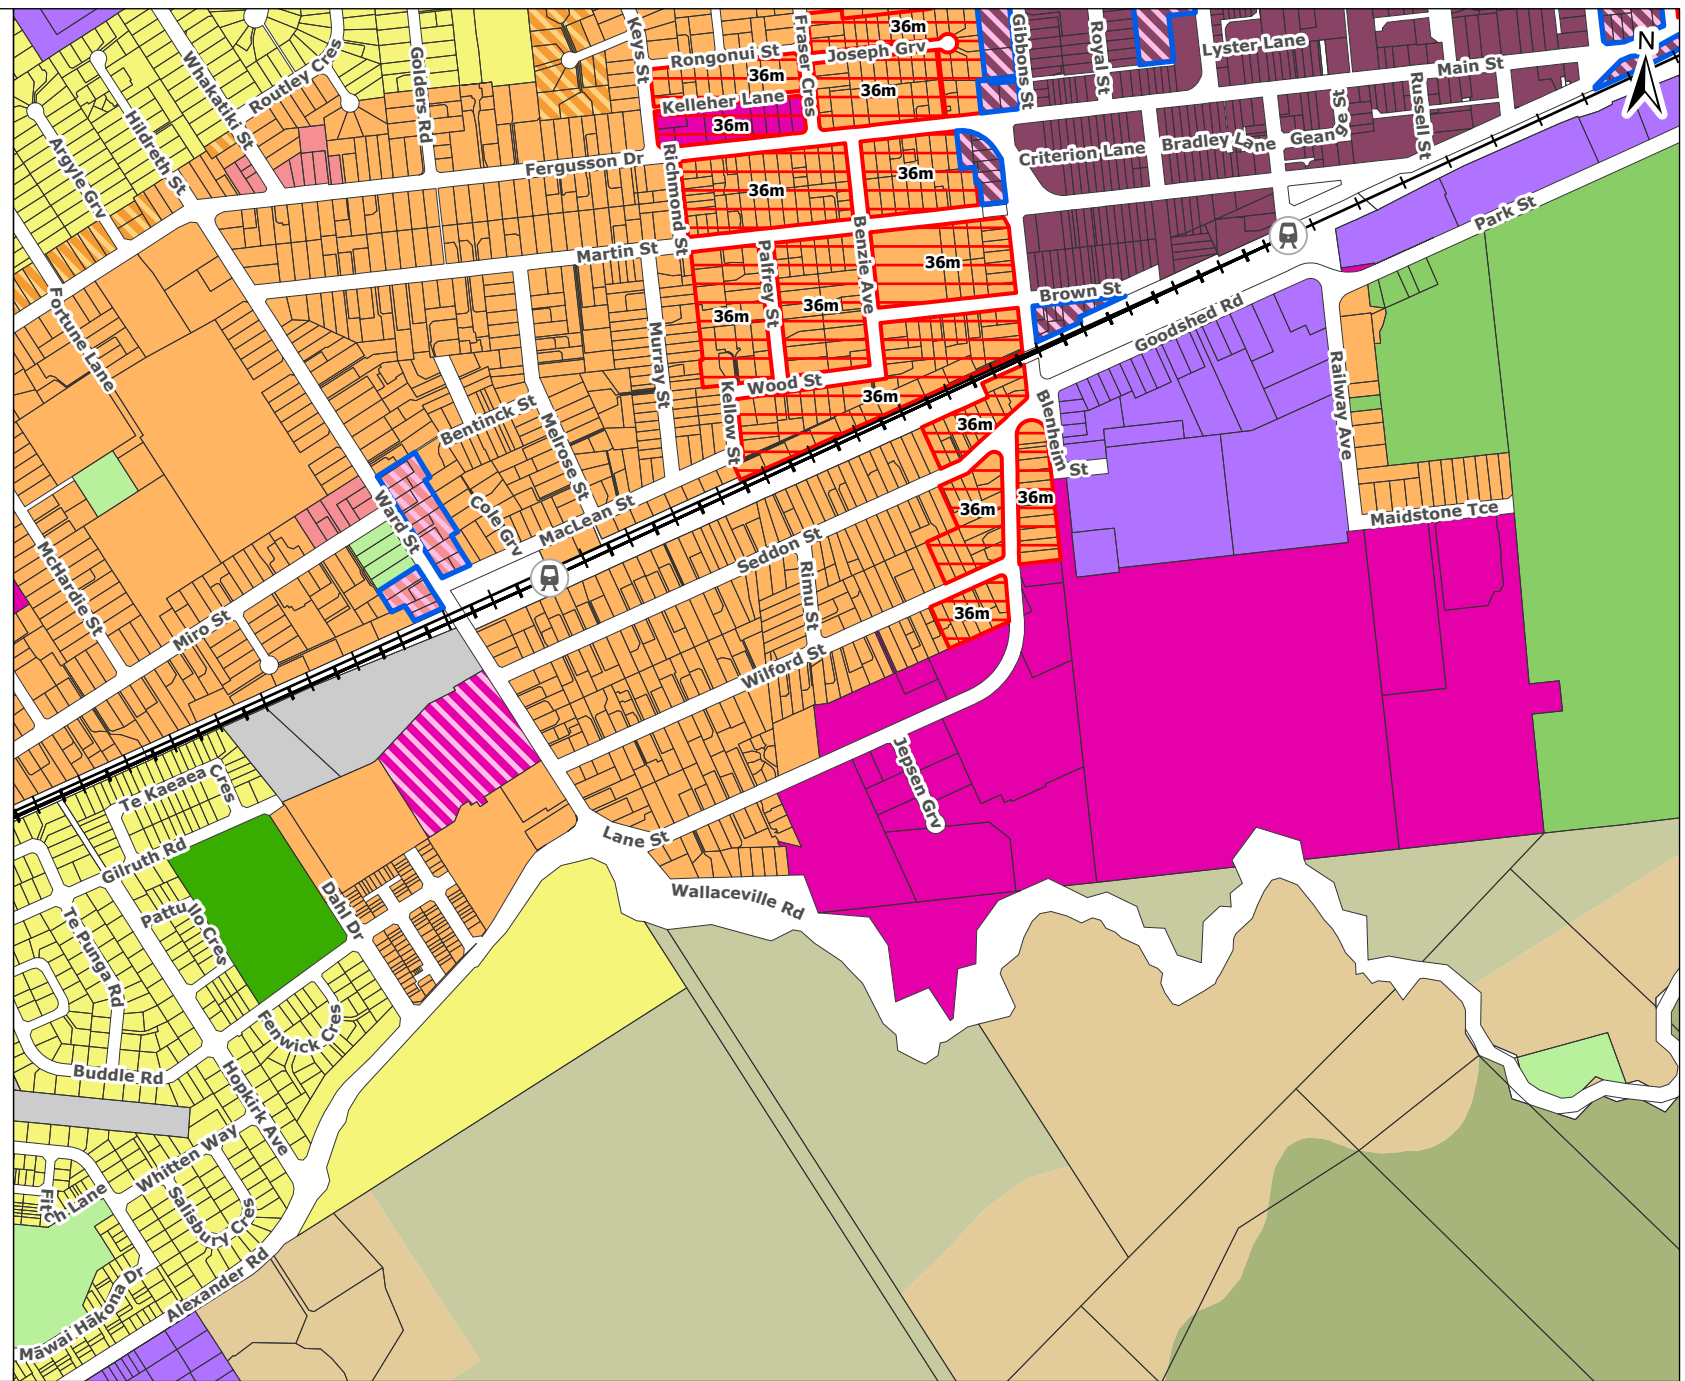 36m
Fraser Cres
Keys St
Gibbons St
Royal St
Lyster Lane
N
Whakatiki St
Routley Cres
Golders Rd
Rongonui St
Joseph Grv
36m
Main St
Hildreth St
Kelleher Lane
36m
Russell St
Argyle Grv
36m
Fergusson Dr
Richmond St
Criterion Lane
Bradley Lane
Geange St
36m
36m
Park St
Martin St
Palfrey St
Benzie Ave
36m
Brown St
Fortune Lane
36m
36m
Goodshed Rd
Murray St
Railway Ave
Wood St
36m
Kellow St
Blenheim St
Bentinck St
Melrose St
36m
Ward St
Cole Grv
MacLean St
36m
36m
Maidstone Tce
McHardie St
Seddon St
Rimu St
Miro St
36m
Wilford St
Te Kaeaea Cres
Jepsen Grv
Gilruth Rd
Lane St
Dahl Dr
Wallaceville Rd
Pattullo Cres
Te Punga Rd
Fenwick Cres
Buddle Rd
Hopkirk Ave
Whitten Way
Fitch Lane
Salisbury Cres
Māwai Hākona Dr
Alexander Rd